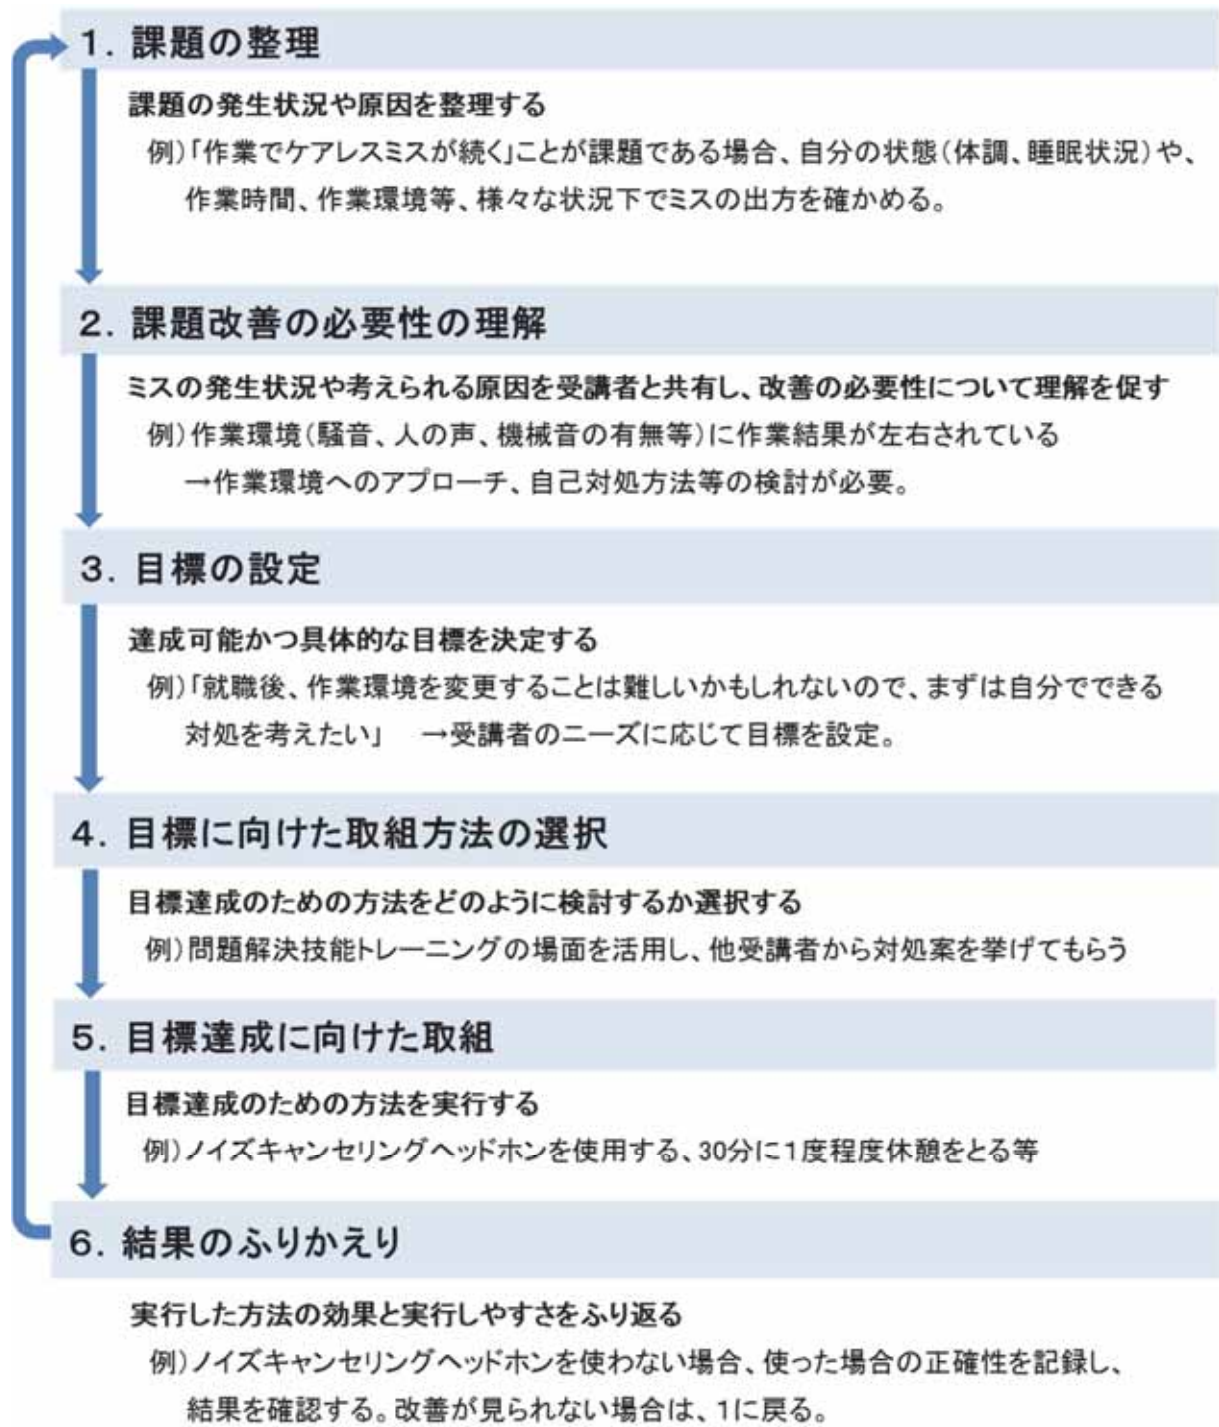 1. 課題の整理
課題の発生状況や原因を整理する
例)「作業でケアレスミスが続く」ことが課題である場合、自分の状態(体調、睡眠状況)や、
作業時間、作業環境等、様々な状況下でミスの出方を確かめる。
2. 課題改善の必要性の理解
ミスの発生状況や考えられる原因を受講者と共有し、改善の必要性について理解を促す
例)作業環境(騒音、人の声、機械音の有無等)に作業結果が左右されている
→作業環境へのアプローチ、自己対処方法等の検討が必要。
3. 目標の設定
達成可能かつ具体的な目標を決定する
例)「就職後、作業環境を変更することは難しいかもしれないので、まずは自分でできる
対処を考えたい」 →受講者のニーズに応じて目標を設定。
4. 目標に向けた取組方法の選択
目標達成のための方法をどのように検討するか選択する
例)問題解決技能トレーニングの場面を活用し、他受講者から対処案を挙げてもらう
5. 目標達成に向けた取組
目標達成のための方法を実行する
例)ノイズキャンセリングヘッドホンを使用する、30分に1度程度休憩をとる等
6. 結果のふりかえり
実行した方法の効果と実行しやすさをふり返る
例)ノイズキャンセリングヘッドホンを使わない場合、使った場合の正確性を記録し、
結果を確認する。改善が見られない場合は、1に戻る。